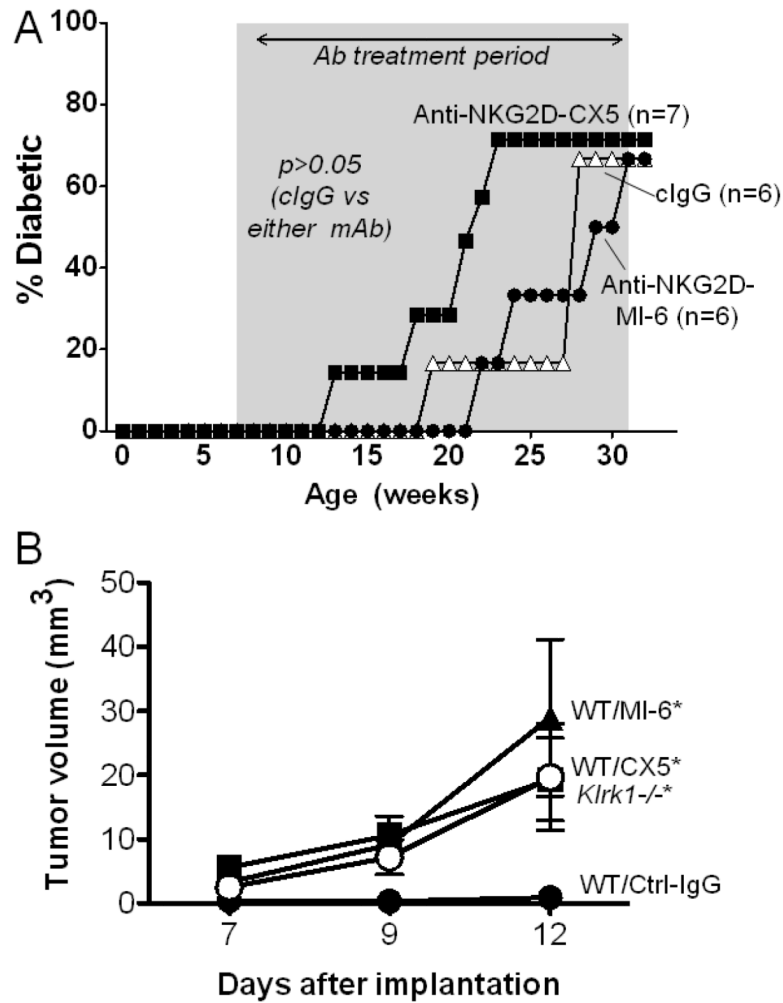 A
100
80
60
40
20
0
% Diabetic
Ab treatment period
Anti-NKG2D-CX5 (n=7)
p>0.05
(cIgG vs
either mAb)
cIgG (n=6)
Anti-NKG2D-
MI-6 (n=6)
0 5 10 15 20 25 30
Age (weeks)
B
50
40
30
20
10
0
Tumor volume (mm³)
WT/MI-6*
WT/CX5*
Klrk1-/-*
WT/Ctrl-IgG
7 9 12
Days after implantation